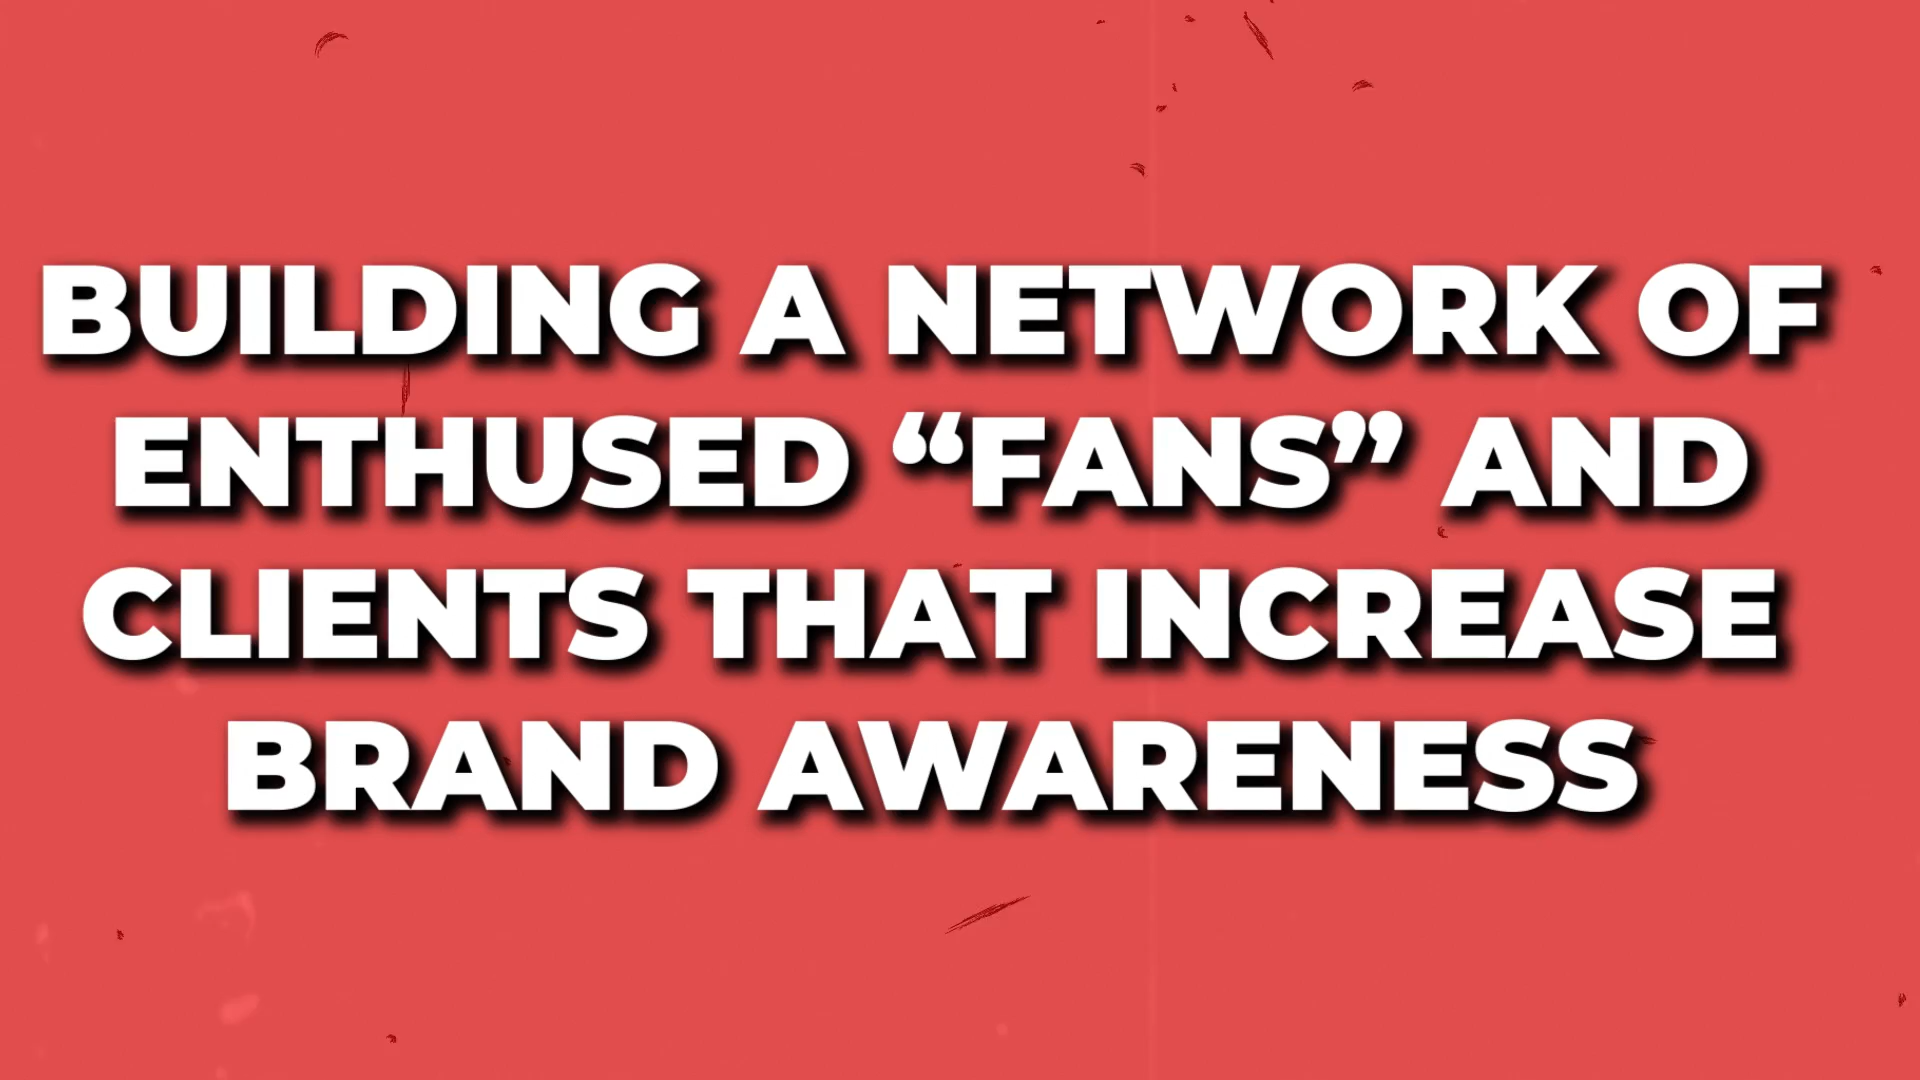 BUILDING A NETWORK OF
ENTHUSED “FANS” AND
CLIENTS THAT INCREASE
BRAND AWARENESS